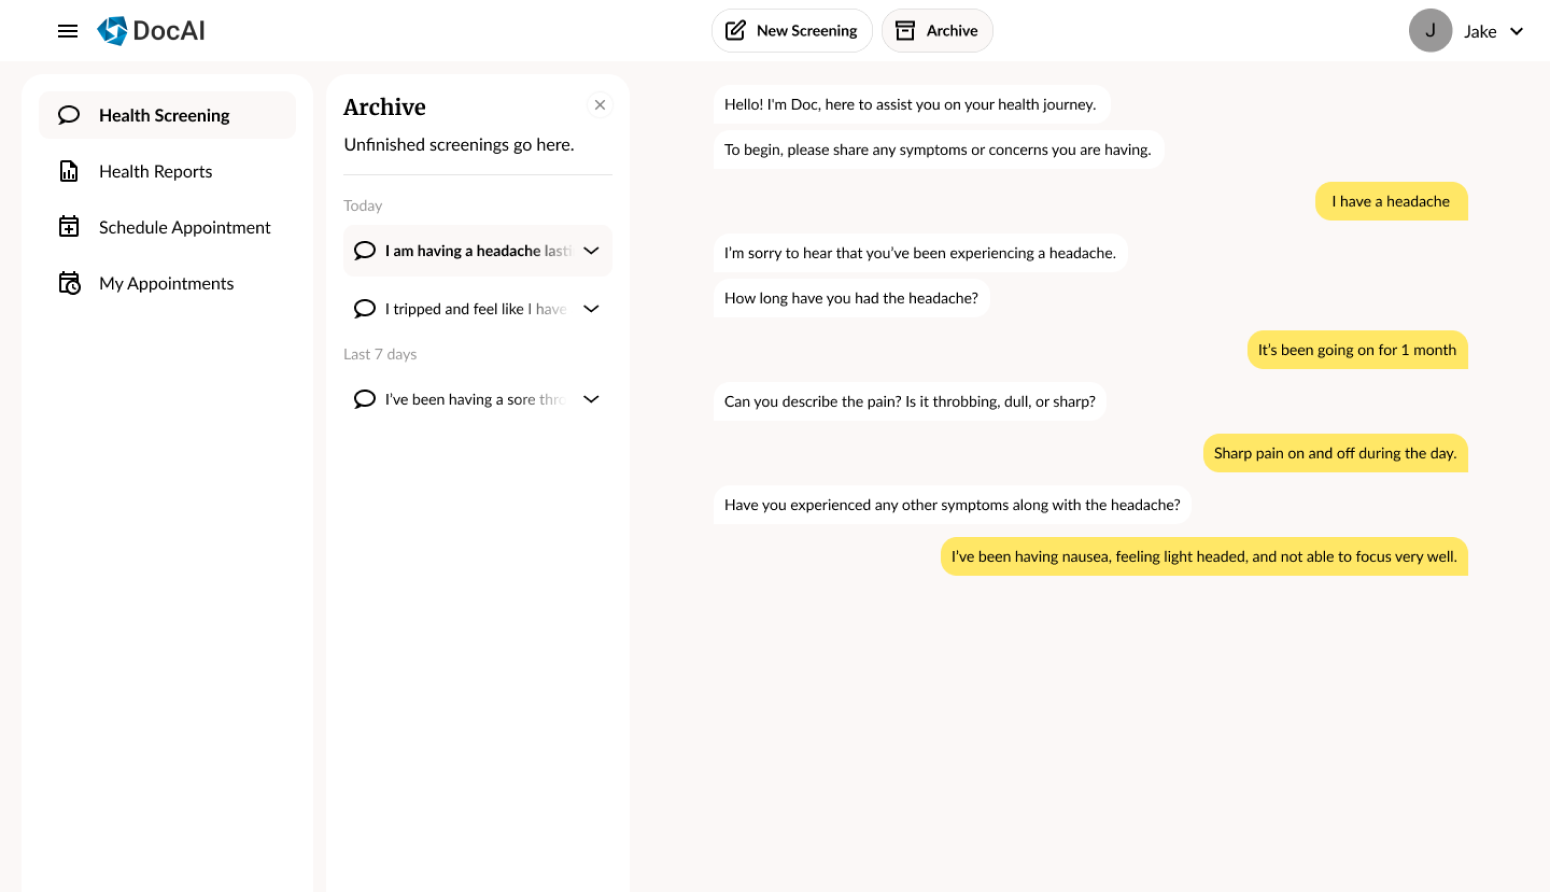 DocAI
New Screening
Archive
J
Jake
Health Screening
Health Reports
Schedule Appointment
My Appointments
Archive
Unfinished screenings go here.
Today
I am having a headache lasti
I tripped and feel like I have
Last 7 days
I've been having a sore thro
Hello! I'm Doc, here to assist you on your health journey.
To begin, please share any symptoms or concerns you are having.
I have a headache
I'm sorry to hear that you've been experiencing a headache.
How long have you had the headache?
It's been going on for 1 month
Can you describe the pain? Is it throbbing, dull, or sharp?
Sharp pain on and off during the day.
Have you experienced any other symptoms along with the headache?
I've been having nausea, feeling light headed, and not able to focus very well.